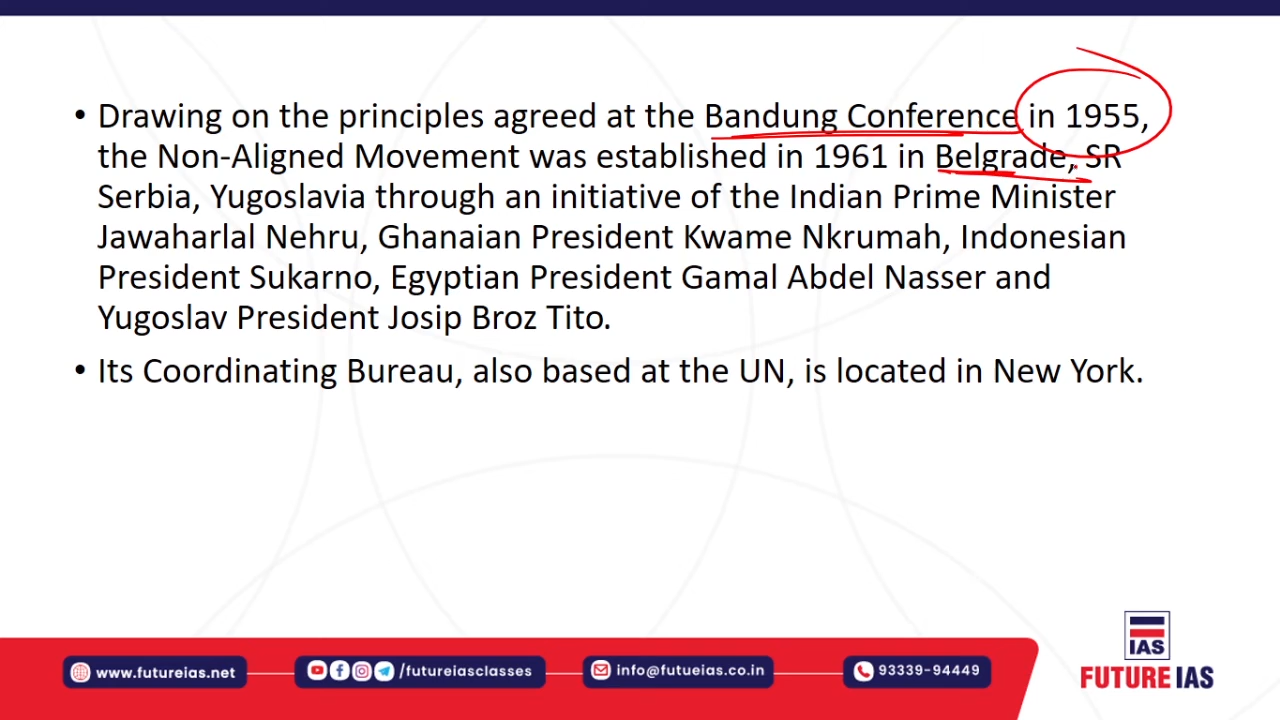 • Drawing on the principles agreed at the Bandung Conference in 1955,
the Non-Aligned Movement was established in 1961 in Belgrade, SR
Serbia, Yugoslavia through an initiative of the Indian Prime Minister
Jawaharlal Nehru, Ghanaian President Kwame Nkrumah, Indonesian
President Sukarno, Egyptian President Gamal Abdel Nasser and
Yugoslav President Josip Broz Tito.
• Its Coordinating Bureau, also based at the UN, is located in New York.
IAS
www.futureias.net
/futureiasclasses
info@futueias.co.in
93339-94449
FUTURE IAS